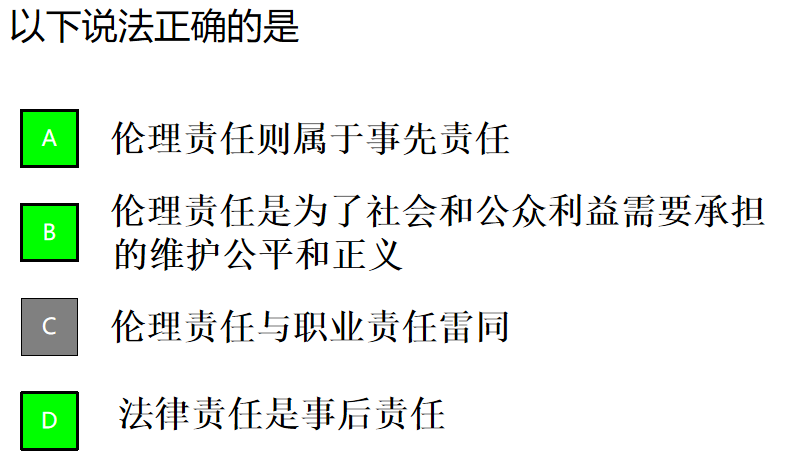 以下说法正确的是
A 伦理责任则属于事先责任
B 伦理责任是为了社会和公众利益需要承担
的维护公平和正义
C 伦理责任与职业责任雷同
D 法律责任是事后责任